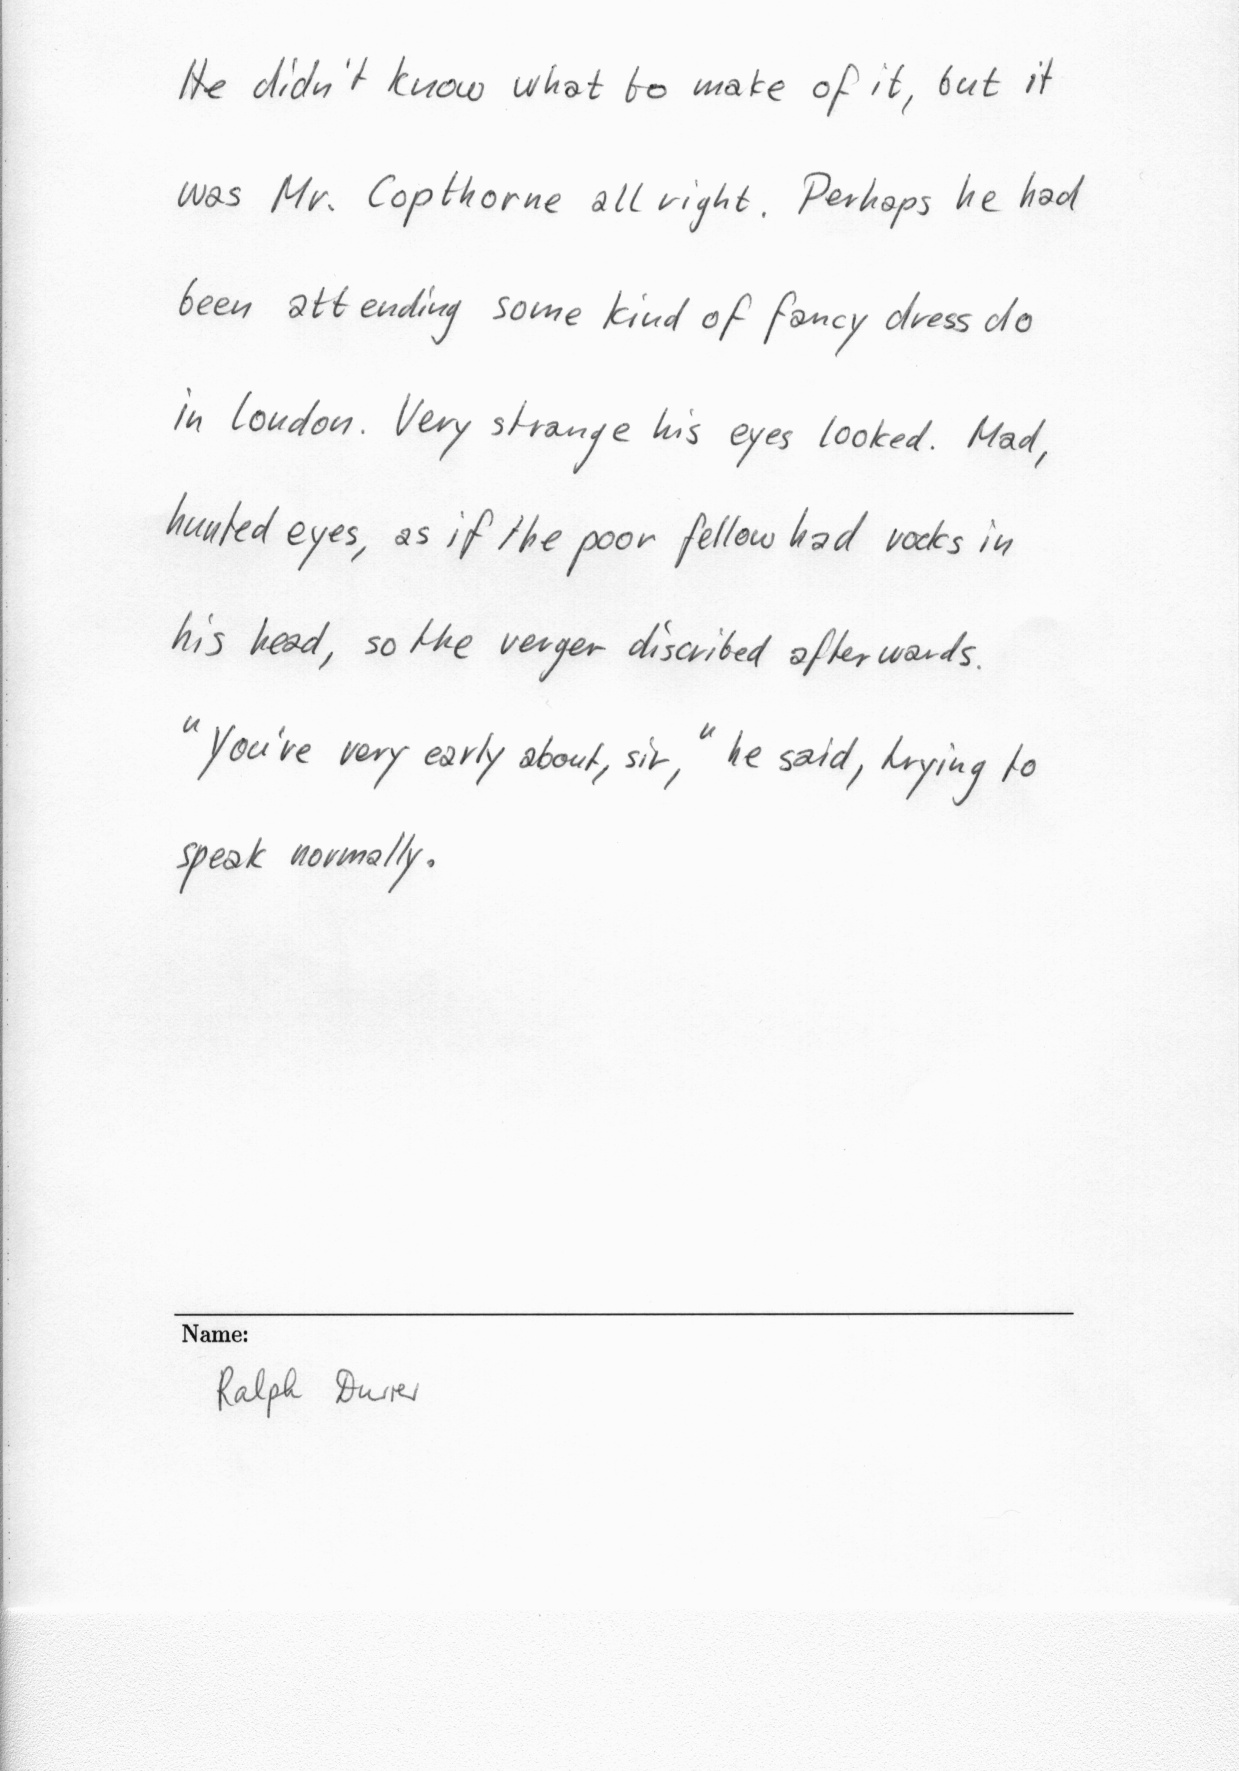 He didn't know what to make of it, but it
was Mr. Copthorne all right. Perhaps he had
been attending some kind of fancy dress do
in London. Very strange his eyes looked. Mad,
hunted eyes, as if the poor fellow had rocks in
his head, so the verger discribed afterwards.
"You're very early about, sir," he said, trying to
speak normally.
Name:
Ralph